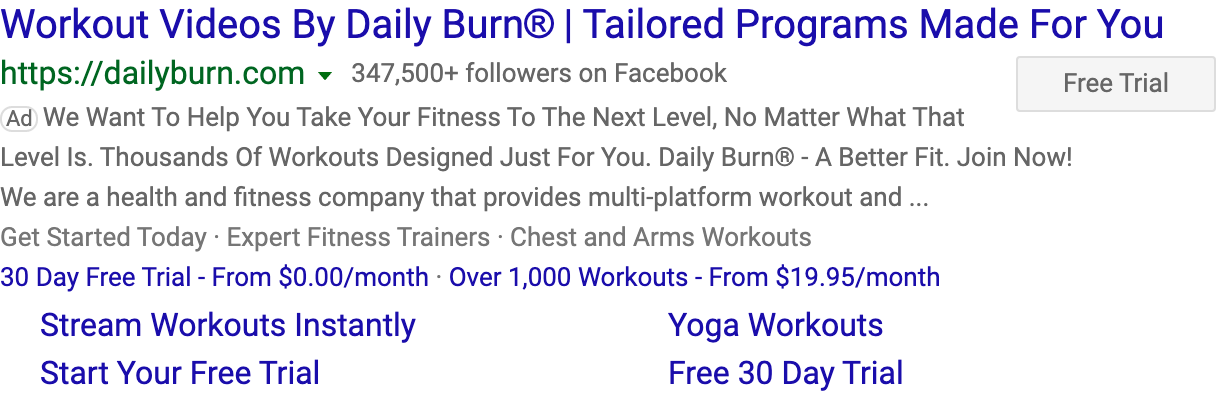 Workout Videos By Daily Burn® | Tailored Programs Made For You
https://dailyburn.com 347,500+ followers on Facebook
Free Trial
Ad We Want To Help You Take Your Fitness To The Next Level, No Matter What That
Level Is. Thousands Of Workouts Designed Just For You. Daily Burn® - A Better Fit. Join Now!
We are a health and fitness company that provides multi-platform workout and ...
Get Started Today · Expert Fitness Trainers · Chest and Arms Workouts
30 Day Free Trial - From $0.00/month · Over 1,000 Workouts - From $19.95/month
Stream Workouts Instantly Yoga Workouts
Start Your Free Trial Free 30 Day Trial